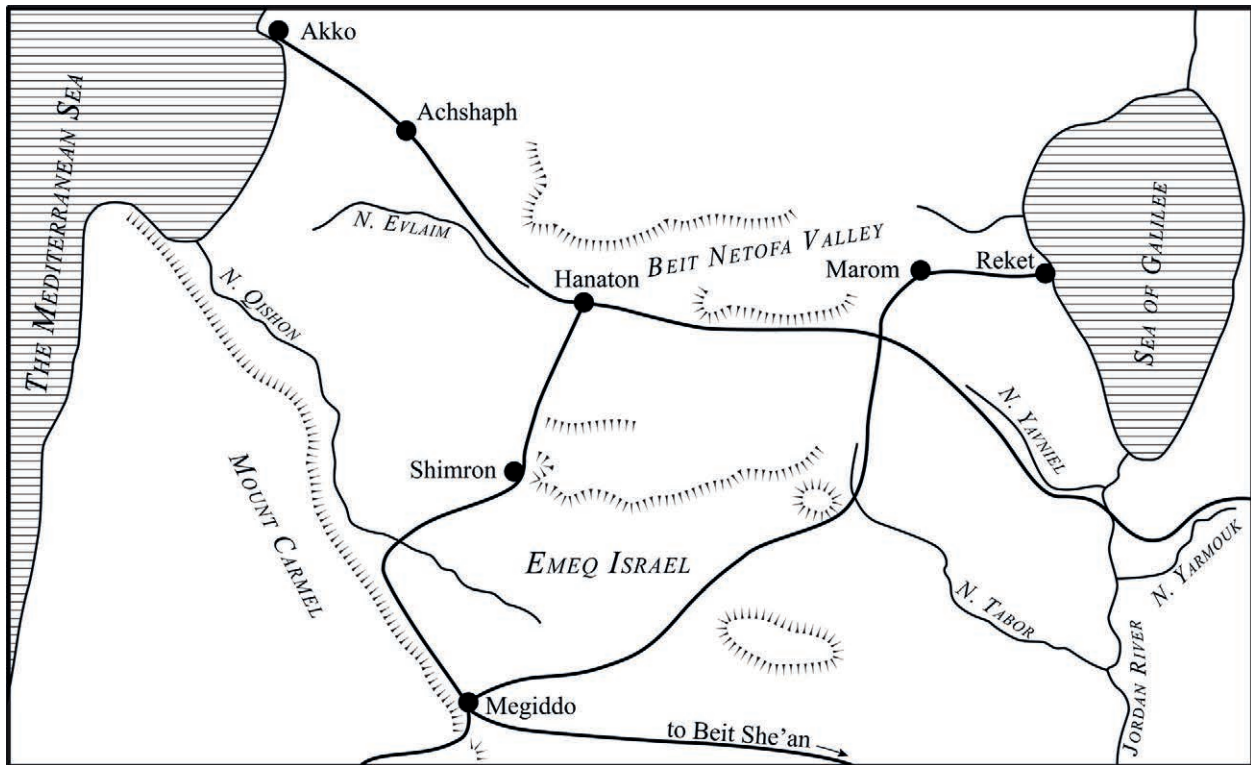 Akko
Achshaph
THE MEDITERRANEAN SEA
N. EVLAIM
BEIT NETOFA VALLEY
SEA OF GALILEE
Hanaton
Marom
Reket
N. QISHON
N. YAVNIEL
Shimron
MOUNT CARMEL
EMEQ ISRAEL
N. YARMOUK
N. TABOR
JORDAN RIVER
Megiddo
to Beit She'an